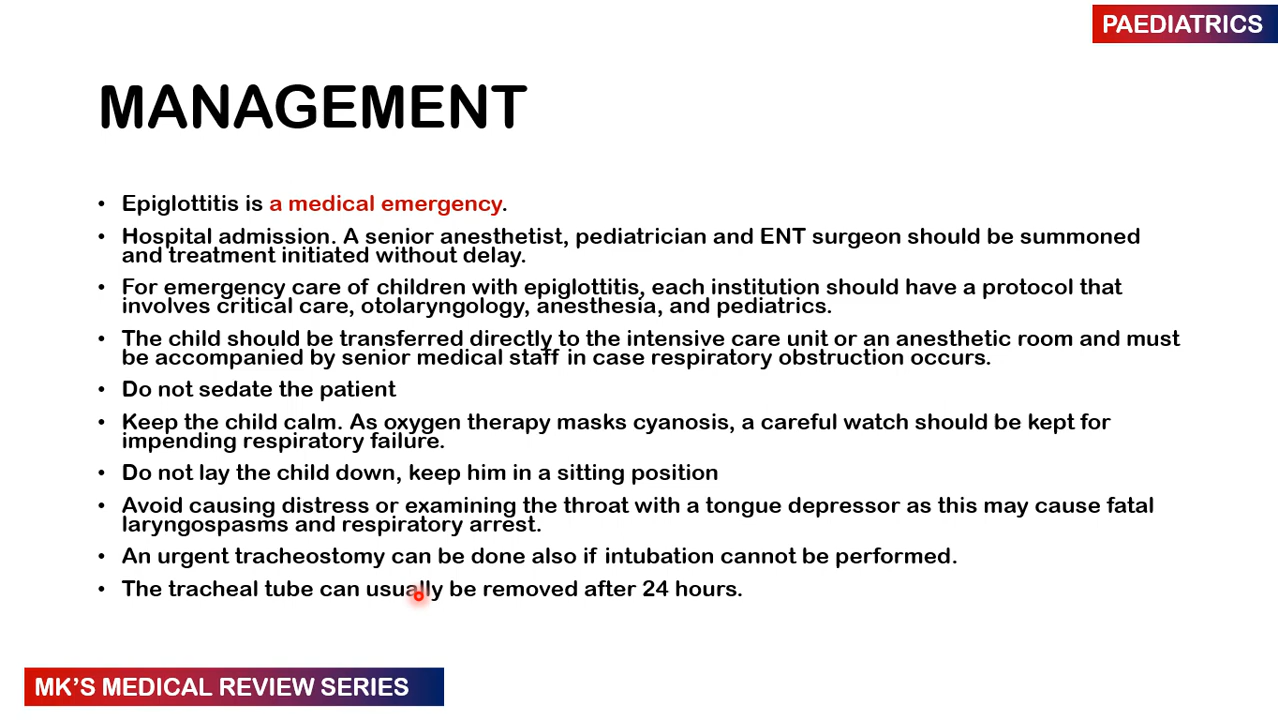 PAEDIATRICS
MANAGEMENT
• Epiglottitis is a medical emergency.
• Hospital admission. A senior anesthetist, pediatrician and ENT surgeon should be summoned
and treatment initiated without delay.
• For emergency care of children with epiglottitis, each institution should have a protocol that
involves critical care, otolaryngology, anesthesia, and pediatrics.
• The child should be transferred directly to the intensive care unit or an anesthetic room and must
be accompanied by senior medical staff in case respiratory obstruction occurs.
• Do not sedate the patient
• Keep the child calm. As oxygen therapy masks cyanosis, a careful watch should be kept for
impending respiratory failure.
• Do not lay the child down, keep him in a sitting position
• Avoid causing distress or examining the throat with a tongue depressor as this may cause fatal
laryngospasms and respiratory arrest.
• An urgent tracheostomy can be done also if intubation cannot be performed.
• The tracheal tube can usually be removed after 24 hours.
MK'S MEDICAL REVIEW SERIES